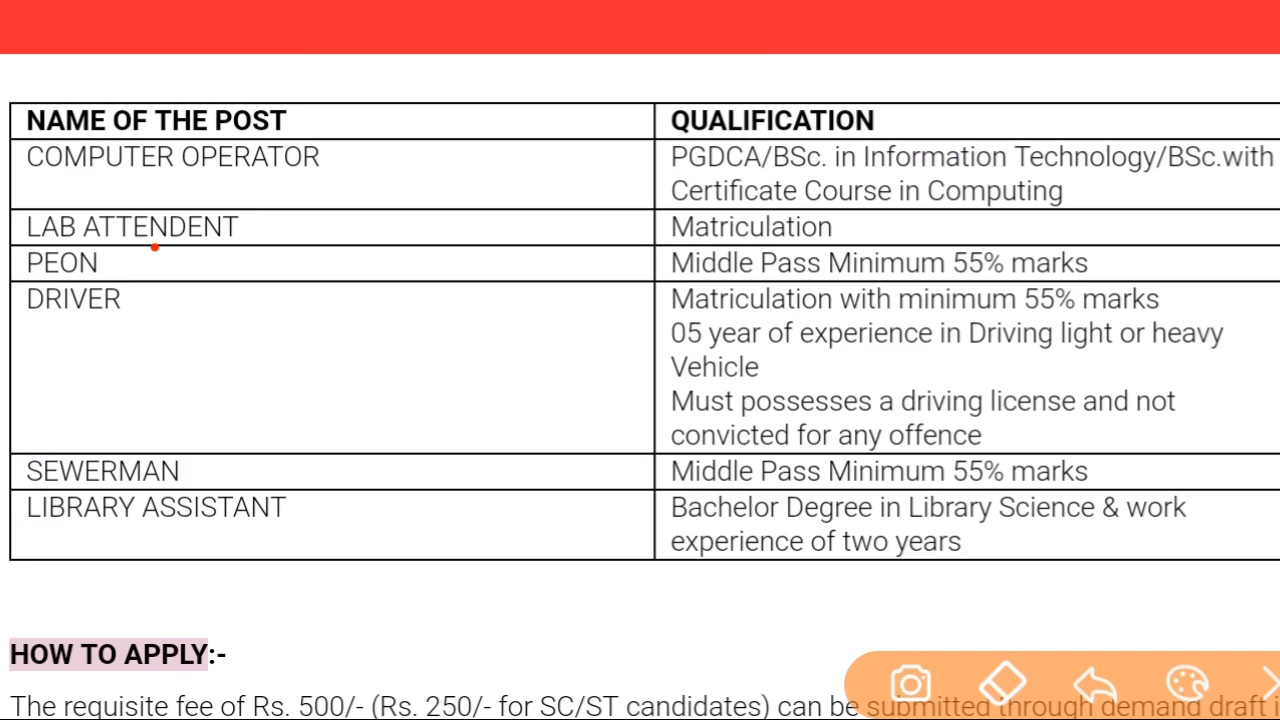 NAME OF THE POST QUALIFICATION
COMPUTER OPERATOR PGDCA/BSc. in Information Technology/BSc.with
Certificate Course in Computing
LAB ATTENDENT Matriculation
PEON Middle Pass Minimum 55% marks
DRIVER Matriculation with minimum 55% marks
05 year of experience in Driving light or heavy
Vehicle
Must possesses a driving license and not
convicted for any offence
SEWERMAN Middle Pass Minimum 55% marks
LIBRARY ASSISTANT Bachelor Degree in Library Science & work
experience of two years
HOW TO APPLY:-
The requisite fee of Rs. 500/- (Rs. 250/- for SC/ST candidates) can be submitted through demand draft i